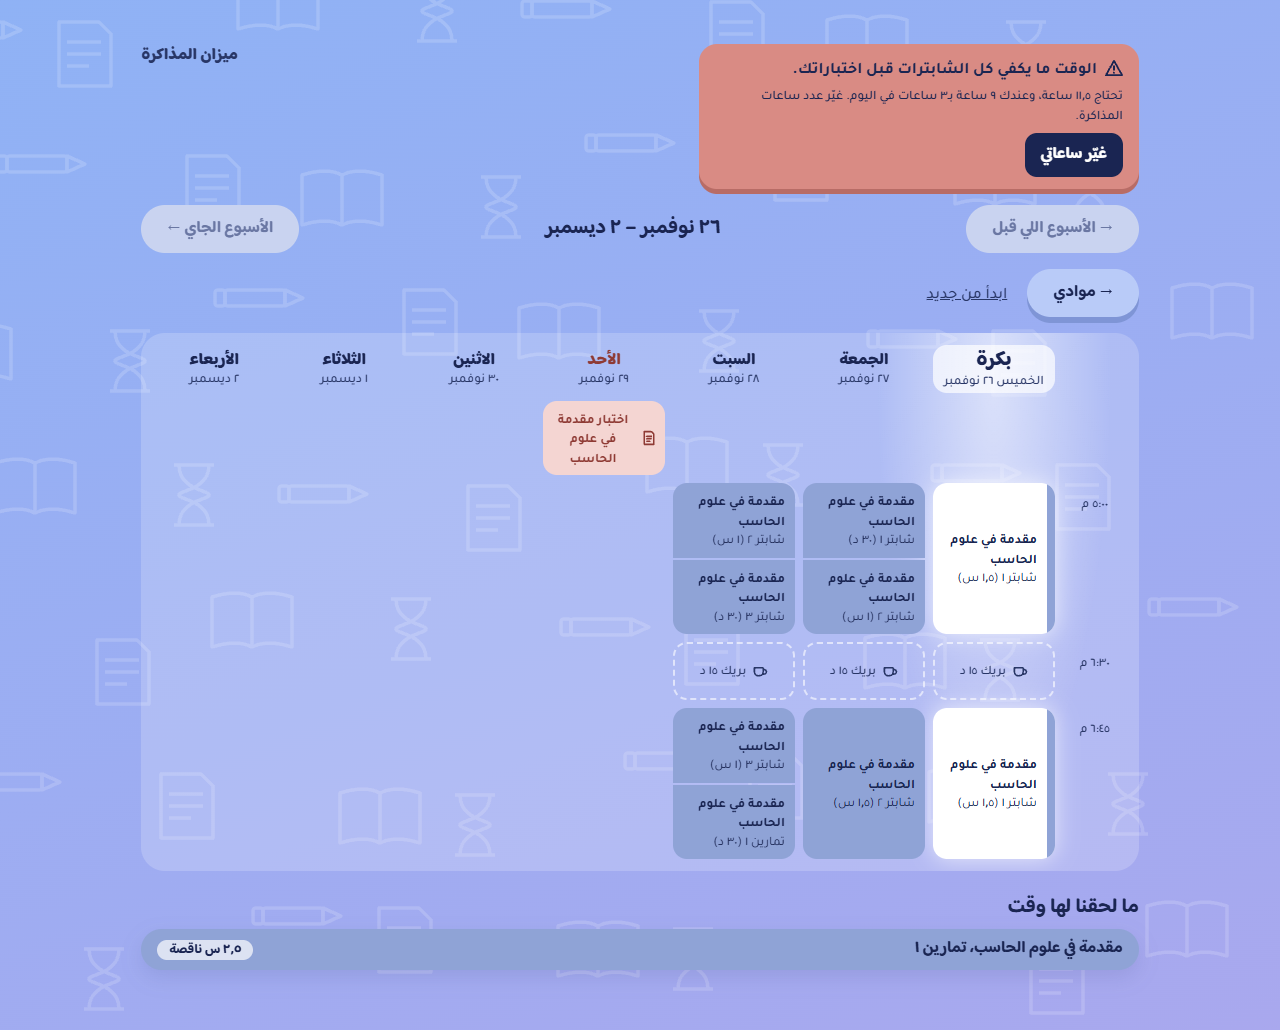 ميزان المذاكرة
الوقت ما يكفي كل الشابترات قبل اختباراتك.
تحتاج ١١٫٥ ساعة، وعندك ٩ ساعة بـ٣ ساعات في اليوم. غيّر عدد ساعات
المذاكرة.
غيّر ساعاتي
→ الأسبوع اللي قبل
٢٦ نوفمبر – ٢ ديسمبر
الأسبوع الجاي ←
→ موادي
ابدأ من جديد
بكرة
الخميس ٢٦ نوفمبر
الجمعة
٢٧ نوفمبر
السبت
٢٨ نوفمبر
الأحد
٢٩ نوفمبر
الاثنين
٣٠ نوفمبر
الثلاثاء
١ ديسمبر
الأربعاء
٢ ديسمبر
اختبار مقدمة
في علوم
الحاسب
٥:٠٠ م
مقدمة في علوم
الحاسب
شابتر ١ (١٫٥ س)
مقدمة في علوم
الحاسب
شابتر ١ (٣٠ د)
مقدمة في علوم
الحاسب
شابتر ٢ (١ س)
مقدمة في علوم
الحاسب
شابتر ٢ (١ س)
مقدمة في علوم
الحاسب
شابتر ٣ (٣٠ د)
٦:٣٠ م
بريك ١٥ د
بريك ١٥ د
بريك ١٥ د
٦:٤٥ م
مقدمة في علوم
الحاسب
شابتر ١ (١٫٥ س)
مقدمة في علوم
الحاسب
شابتر ٢ (١٫٥ س)
مقدمة في علوم
الحاسب
شابتر ٣ (١ س)
مقدمة في علوم
الحاسب
تمارين ١ (٣٠ د)
ما لحقنا لها وقت
مقدمة في علوم الحاسب، تمارين ١
٢٫٥ س ناقصة